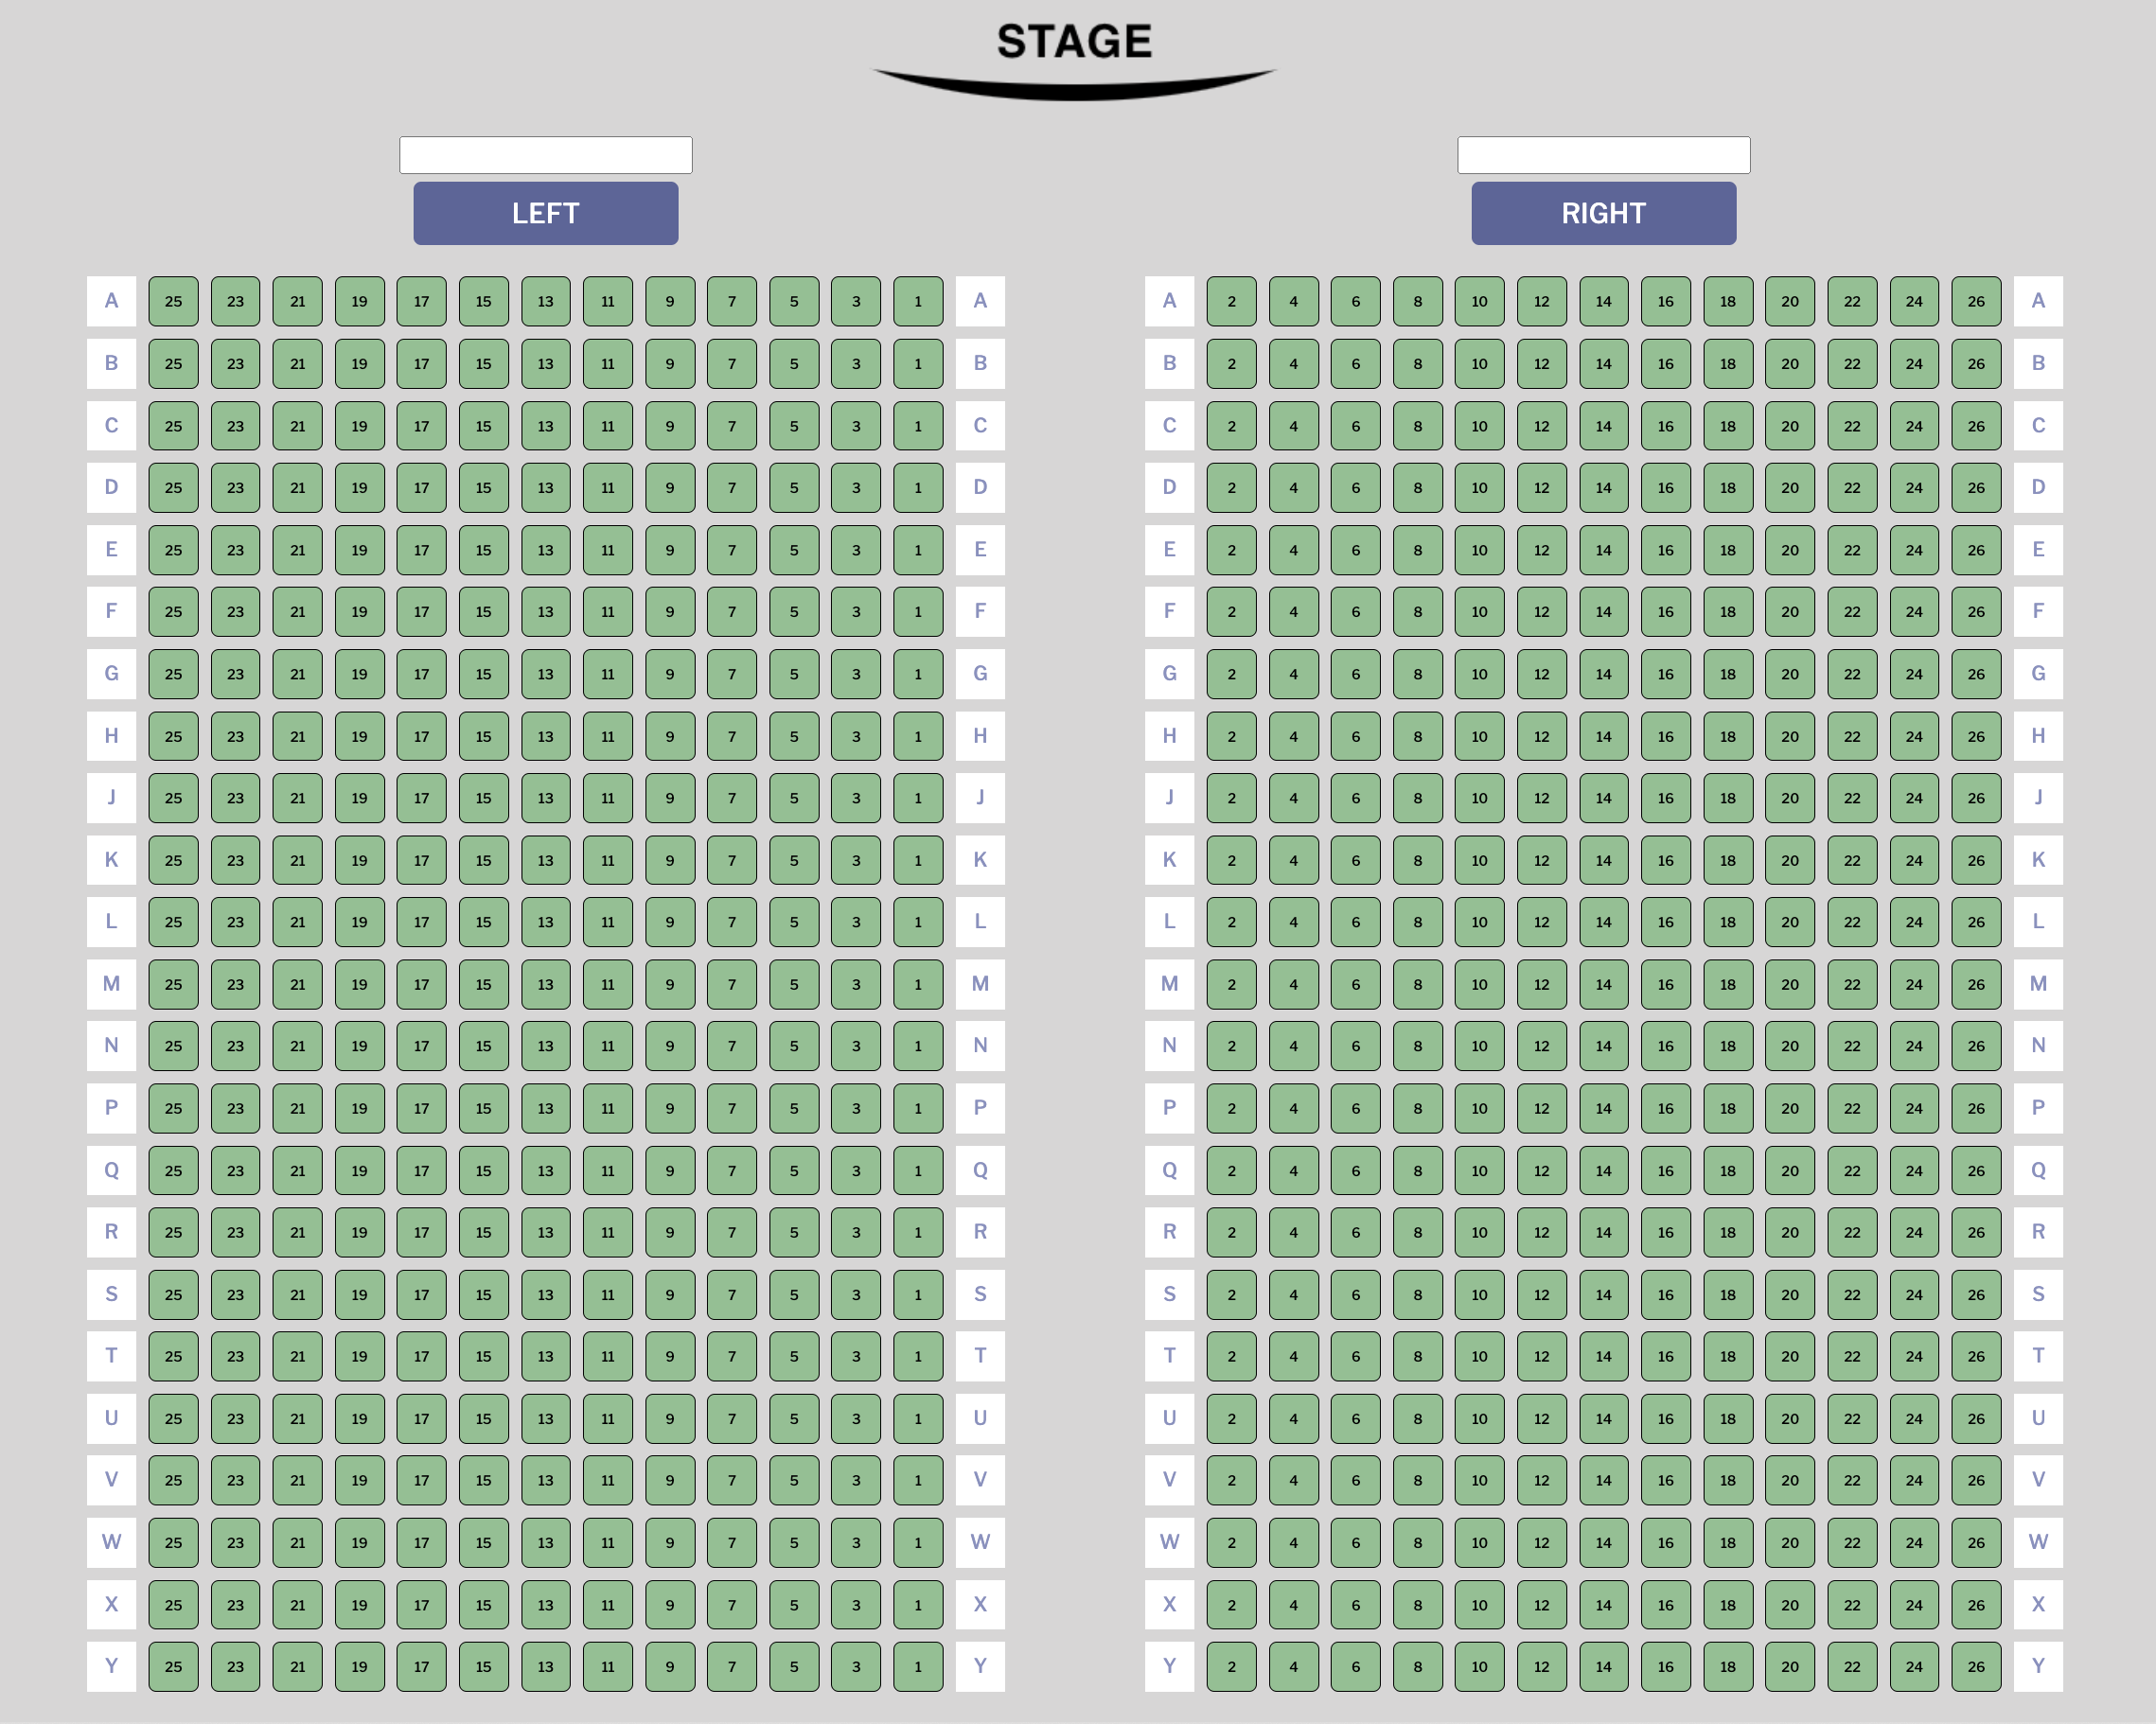 STAGE
LEFT RIGHT
A 25 23 21 19 17 15 13 11 9 7 5 3 1 A A 2 4 6 8 10 12 14 16 18 20 22 24 26 A
B 25 23 21 19 17 15 13 11 9 7 5 3 1 B B 2 4 6 8 10 12 14 16 18 20 22 24 26 B
C 25 23 21 19 17 15 13 11 9 7 5 3 1 C C 2 4 6 8 10 12 14 16 18 20 22 24 26 C
D 25 23 21 19 17 15 13 11 9 7 5 3 1 D D 2 4 6 8 10 12 14 16 18 20 22 24 26 D
E 25 23 21 19 17 15 13 11 9 7 5 3 1 E E 2 4 6 8 10 12 14 16 18 20 22 24 26 E
F 25 23 21 19 17 15 13 11 9 7 5 3 1 F F 2 4 6 8 10 12 14 16 18 20 22 24 26 F
G 25 23 21 19 17 15 13 11 9 7 5 3 1 G G 2 4 6 8 10 12 14 16 18 20 22 24 26 G
H 25 23 21 19 17 15 13 11 9 7 5 3 1 H H 2 4 6 8 10 12 14 16 18 20 22 24 26 H
J 25 23 21 19 17 15 13 11 9 7 5 3 1 J J 2 4 6 8 10 12 14 16 18 20 22 24 26 J
K 25 23 21 19 17 15 13 11 9 7 5 3 1 K K 2 4 6 8 10 12 14 16 18 20 22 24 26 K
L 25 23 21 19 17 15 13 11 9 7 5 3 1 L L 2 4 6 8 10 12 14 16 18 20 22 24 26 L
M 25 23 21 19 17 15 13 11 9 7 5 3 1 M M 2 4 6 8 10 12 14 16 18 20 22 24 26 M
N 25 23 21 19 17 15 13 11 9 7 5 3 1 N N 2 4 6 8 10 12 14 16 18 20 22 24 26 N
P 25 23 21 19 17 15 13 11 9 7 5 3 1 P P 2 4 6 8 10 12 14 16 18 20 22 24 26 P
Q 25 23 21 19 17 15 13 11 9 7 5 3 1 Q Q 2 4 6 8 10 12 14 16 18 20 22 24 26 Q
R 25 23 21 19 17 15 13 11 9 7 5 3 1 R R 2 4 6 8 10 12 14 16 18 20 22 24 26 R
S 25 23 21 19 17 15 13 11 9 7 5 3 1 S S 2 4 6 8 10 12 14 16 18 20 22 24 26 S
T 25 23 21 19 17 15 13 11 9 7 5 3 1 T T 2 4 6 8 10 12 14 16 18 20 22 24 26 T
U 25 23 21 19 17 15 13 11 9 7 5 3 1 U U 2 4 6 8 10 12 14 16 18 20 22 24 26 U
V 25 23 21 19 17 15 13 11 9 7 5 3 1 V V 2 4 6 8 10 12 14 16 18 20 22 24 26 V
W 25 23 21 19 17 15 13 11 9 7 5 3 1 W W 2 4 6 8 10 12 14 16 18 20 22 24 26 W
X 25 23 21 19 17 15 13 11 9 7 5 3 1 X X 2 4 6 8 10 12 14 16 18 20 22 24 26 X
Y 25 23 21 19 17 15 13 11 9 7 5 3 1 Y Y 2 4 6 8 10 12 14 16 18 20 22 24 26 Y